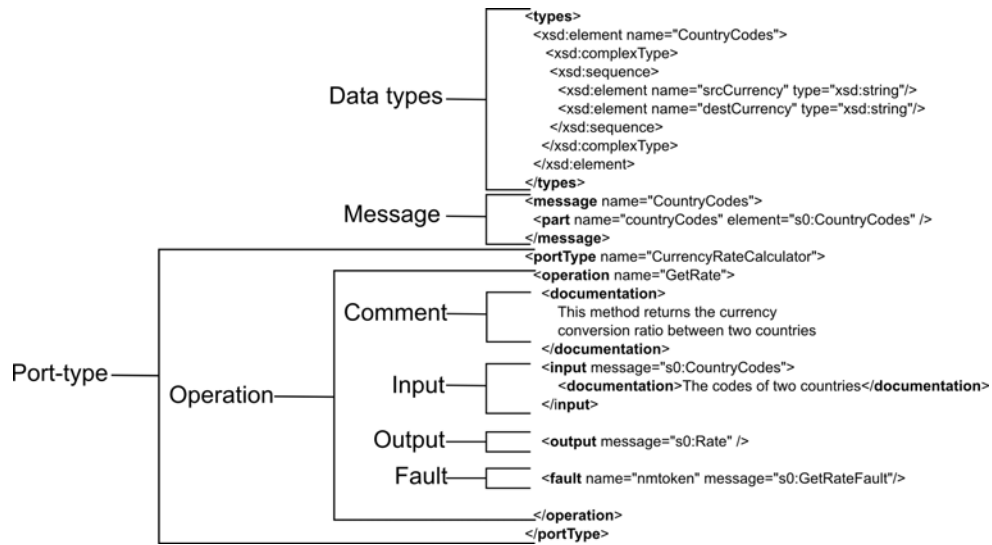 <types>
<xsd:element name="CountryCodes">
<xsd:complexType>
<xsd:sequence>
Data types
<xsd:element name="srcCurrency" type="xsd:string"/>
<xsd:element name="destCurrency" type="xsd:string"/>
</xsd:sequence>
</xsd:complexType>
</xsd:element>
</types>
Message
<message name="CountryCodes">
<part name="countryCodes" element="s0:CountryCodes" />
</message>
Port-type
<portType name="CurrencyRateCalculator">
Operation
<operation name="GetRate">
Comment
<documentation>
This method returns the currency
conversion ratio between two countries
</documentation>
Input
<input message="s0:CountryCodes">
<documentation>The codes of two countries</documentation>
</input>
Output
<output message="s0:Rate" />
Fault
<fault name="nmtoken" message="s0:GetRateFault"/>
</operation>
</portType>